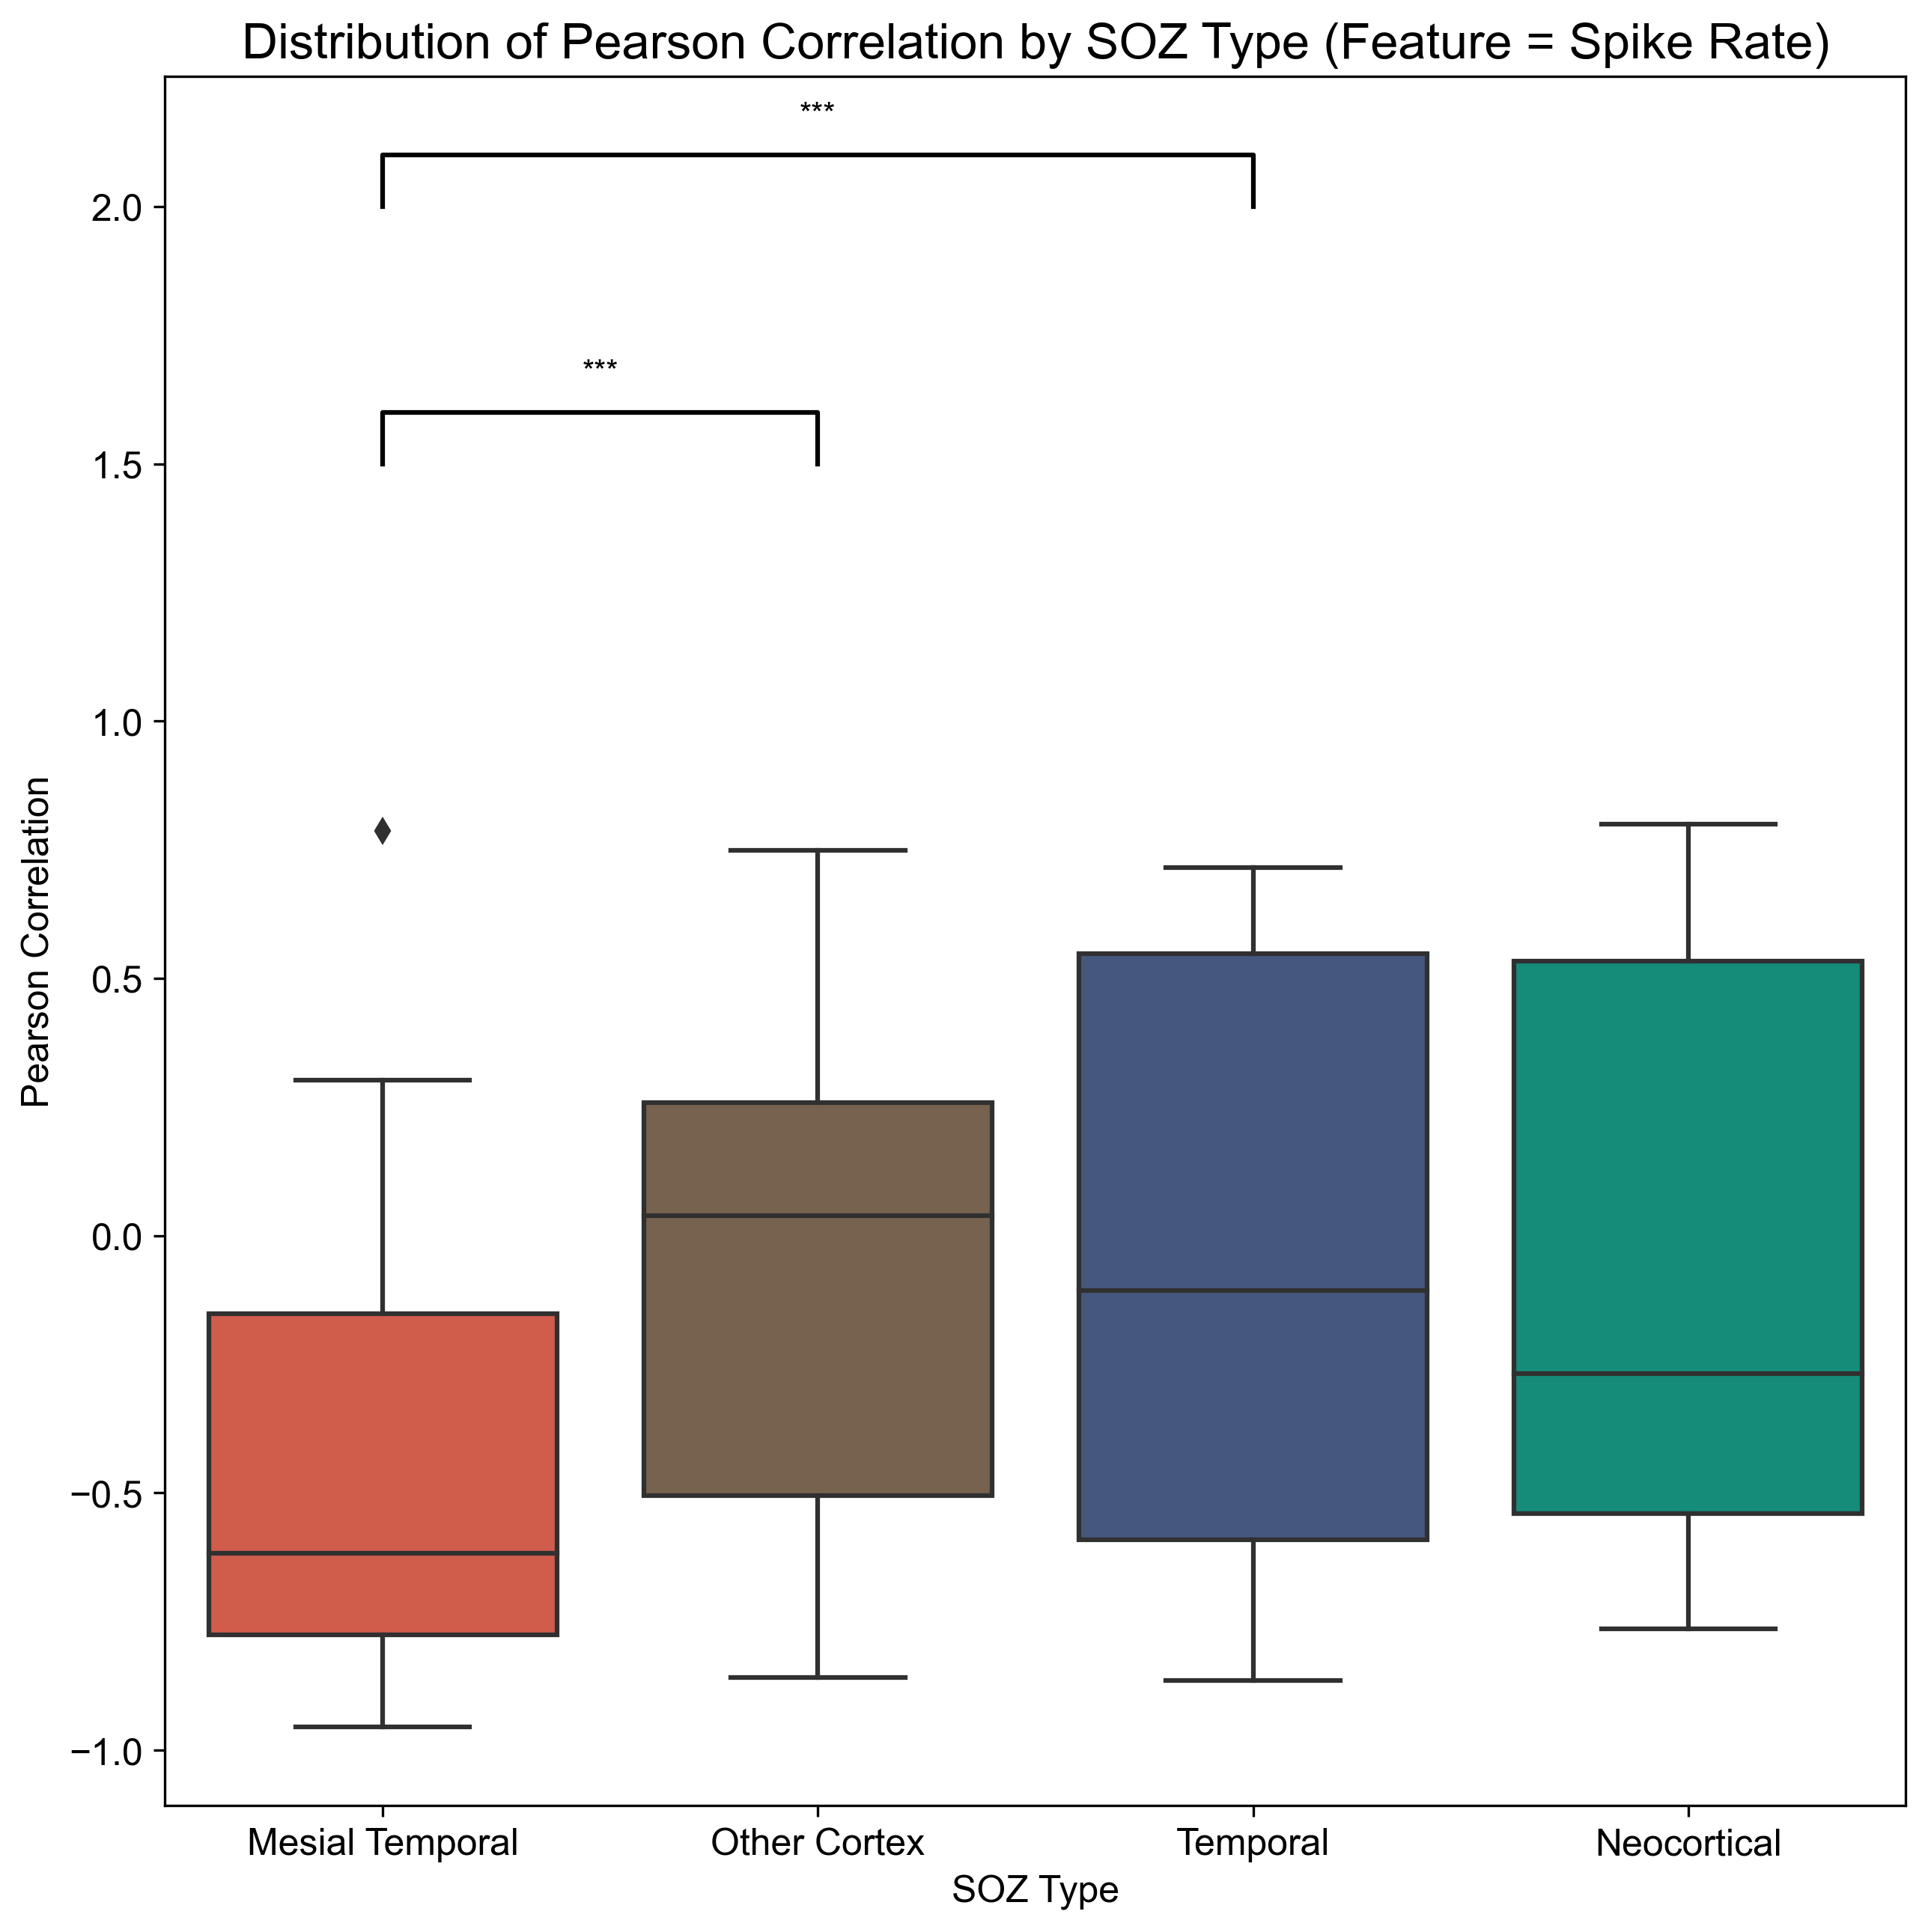 Distribution of Pearson Correlation by SOZ Type (Feature = Spike Rate)
***
***
2.0
1.5
1.0
0.5
0.0
−0.5
−1.0
Pearson Correlation
Mesial Temporal
Other Cortex
Temporal
Neocortical
SOZ Type